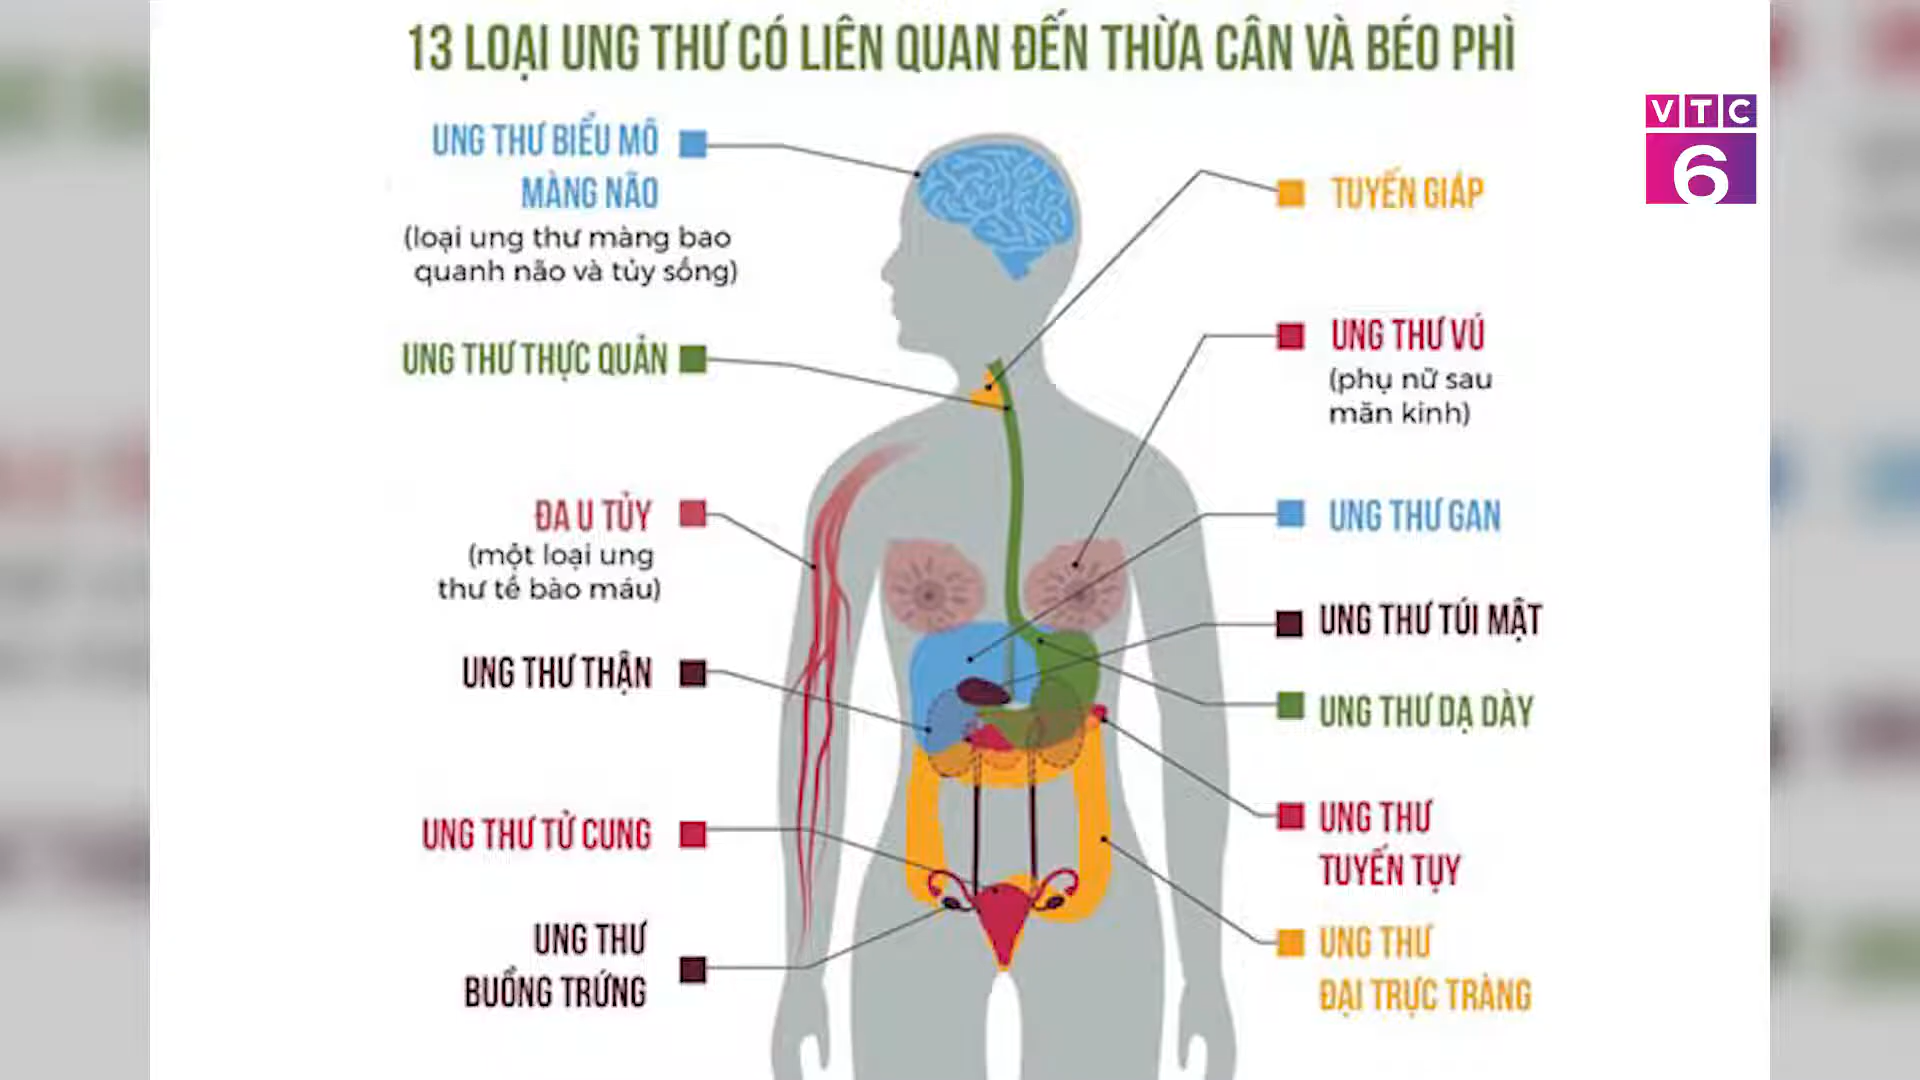 13 LOẠI UNG THƯ CÓ LIÊN QUAN ĐẾN THỪA CÂN VÀ BÉO PHÌ
VTC
6
UNG THƯ BIỂU MÔ
MÀNG NÃO
(loại ung thư màng bao
quanh não và tủy sống)
UNG THƯ THỰC QUẢN
ĐA U TỦY
(một loại ung
thư tế bào máu)
UNG THƯ THẬN
UNG THƯ TỬ CUNG
UNG THƯ
BUỒNG TRỨNG
TUYẾN GIÁP
UNG THƯ VÚ
(phụ nữ sau
mãn kinh)
UNG THƯ GAN
UNG THƯ TÚI MẬT
UNG THƯ DẠ DÀY
UNG THƯ
TUYẾN TỤY
UNG THƯ
ĐẠI TRỰC TRÀNG